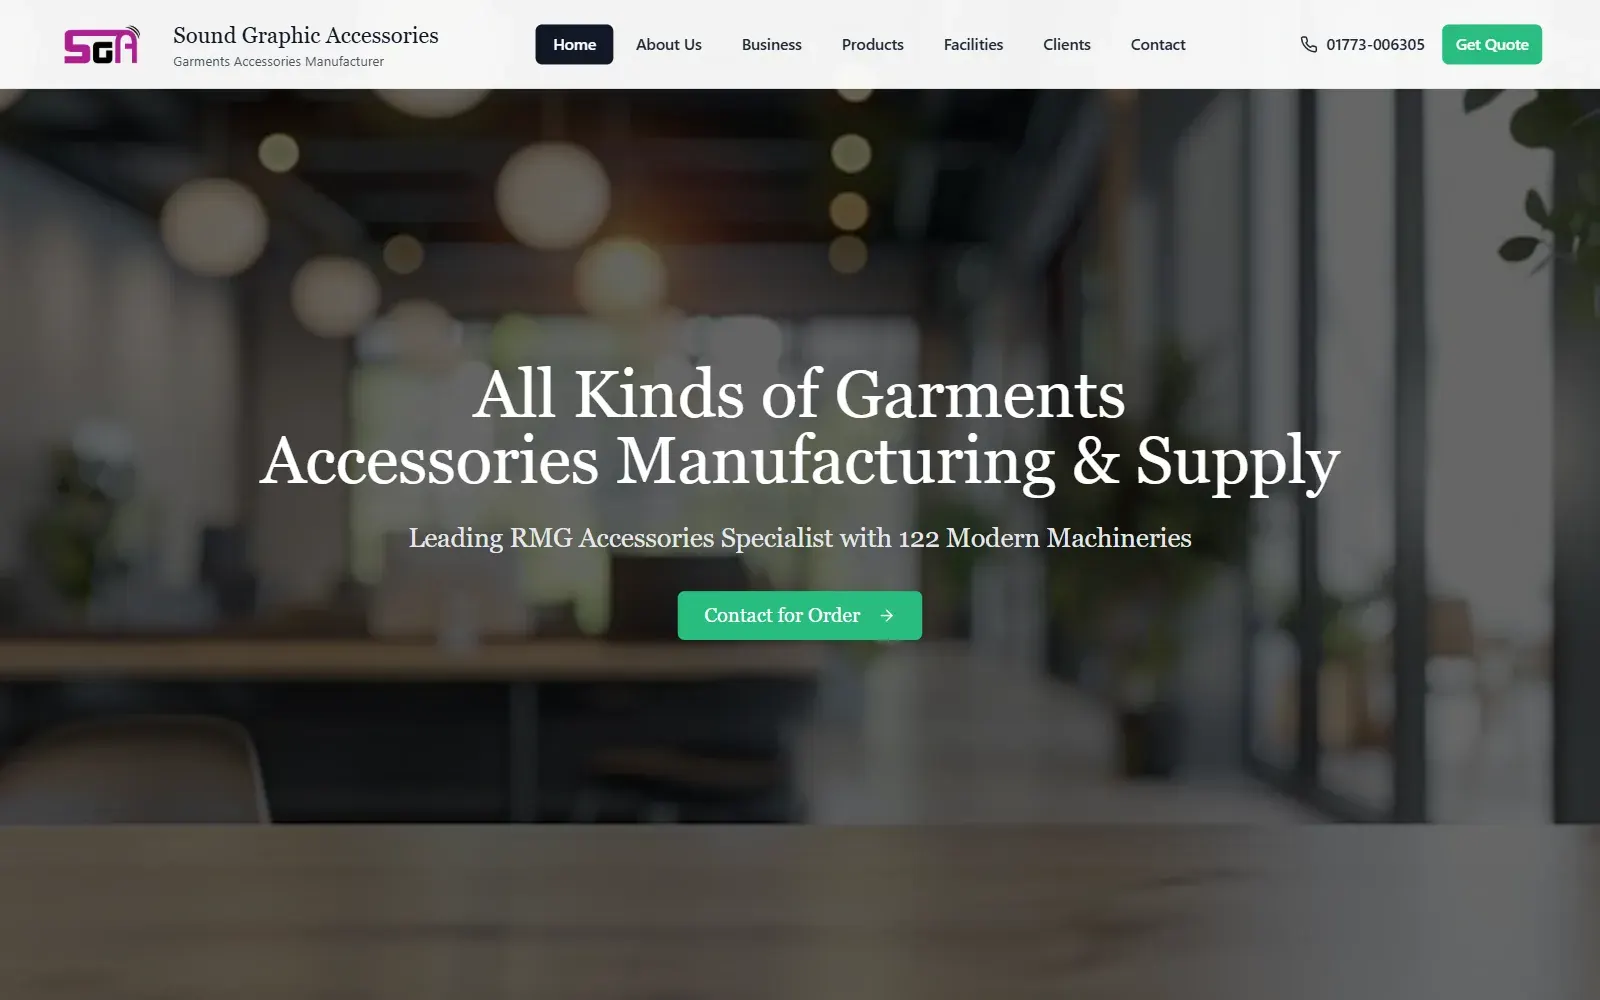 SGA
Sound Graphic Accessories
Garments Accessories Manufacturer
Home
About Us
Business
Products
Facilities
Clients
Contact
01773-006305
Get Quote
All Kinds of Garments
Accessories Manufacturing & Supply
Leading RMG Accessories Specialist with 122 Modern Machineries
Contact for Order